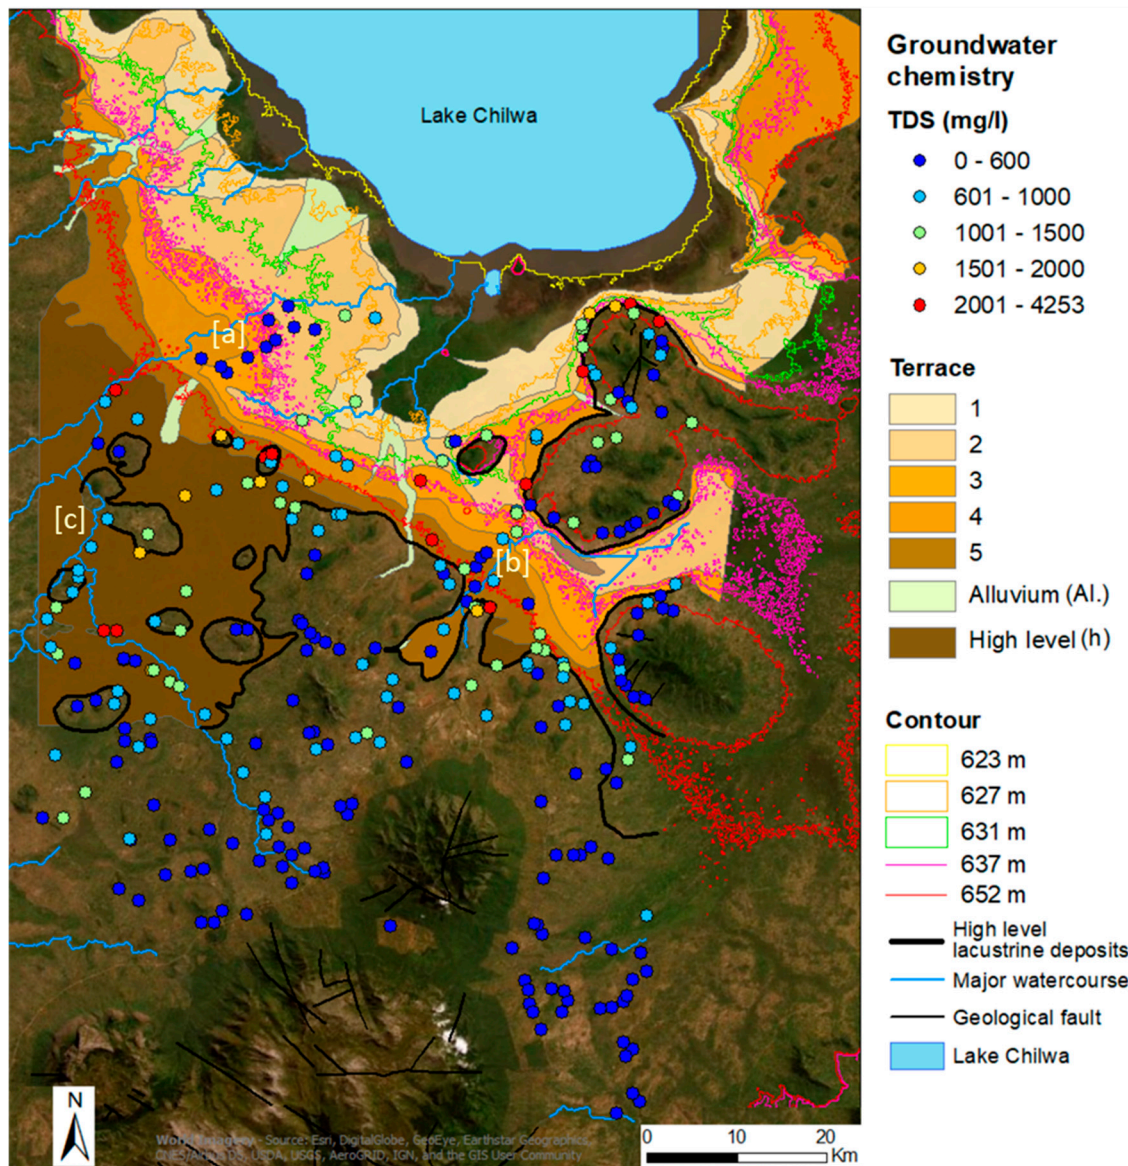 Lake Chilwa
[a]
[b]
[c]
N
World Imagery - Source: Esri, DigitalGlobe, GeoEye, Earthstar Geographics,
CNES/Airbus DS, USDA, USGS, AeroGRID, IGN, and the GIS User Community
0 10 20
Km
Groundwater
chemistry
TDS (mg/l)
0 - 600
601 - 1000
1001 - 1500
1501 - 2000
2001 - 4253
Terrace
1
2
3
4
5
Alluvium (Al.)
High level (h)
Contour
623 m
627 m
631 m
637 m
652 m
High level
lacustrine deposits
Major watercourse
Geological fault
Lake Chilwa